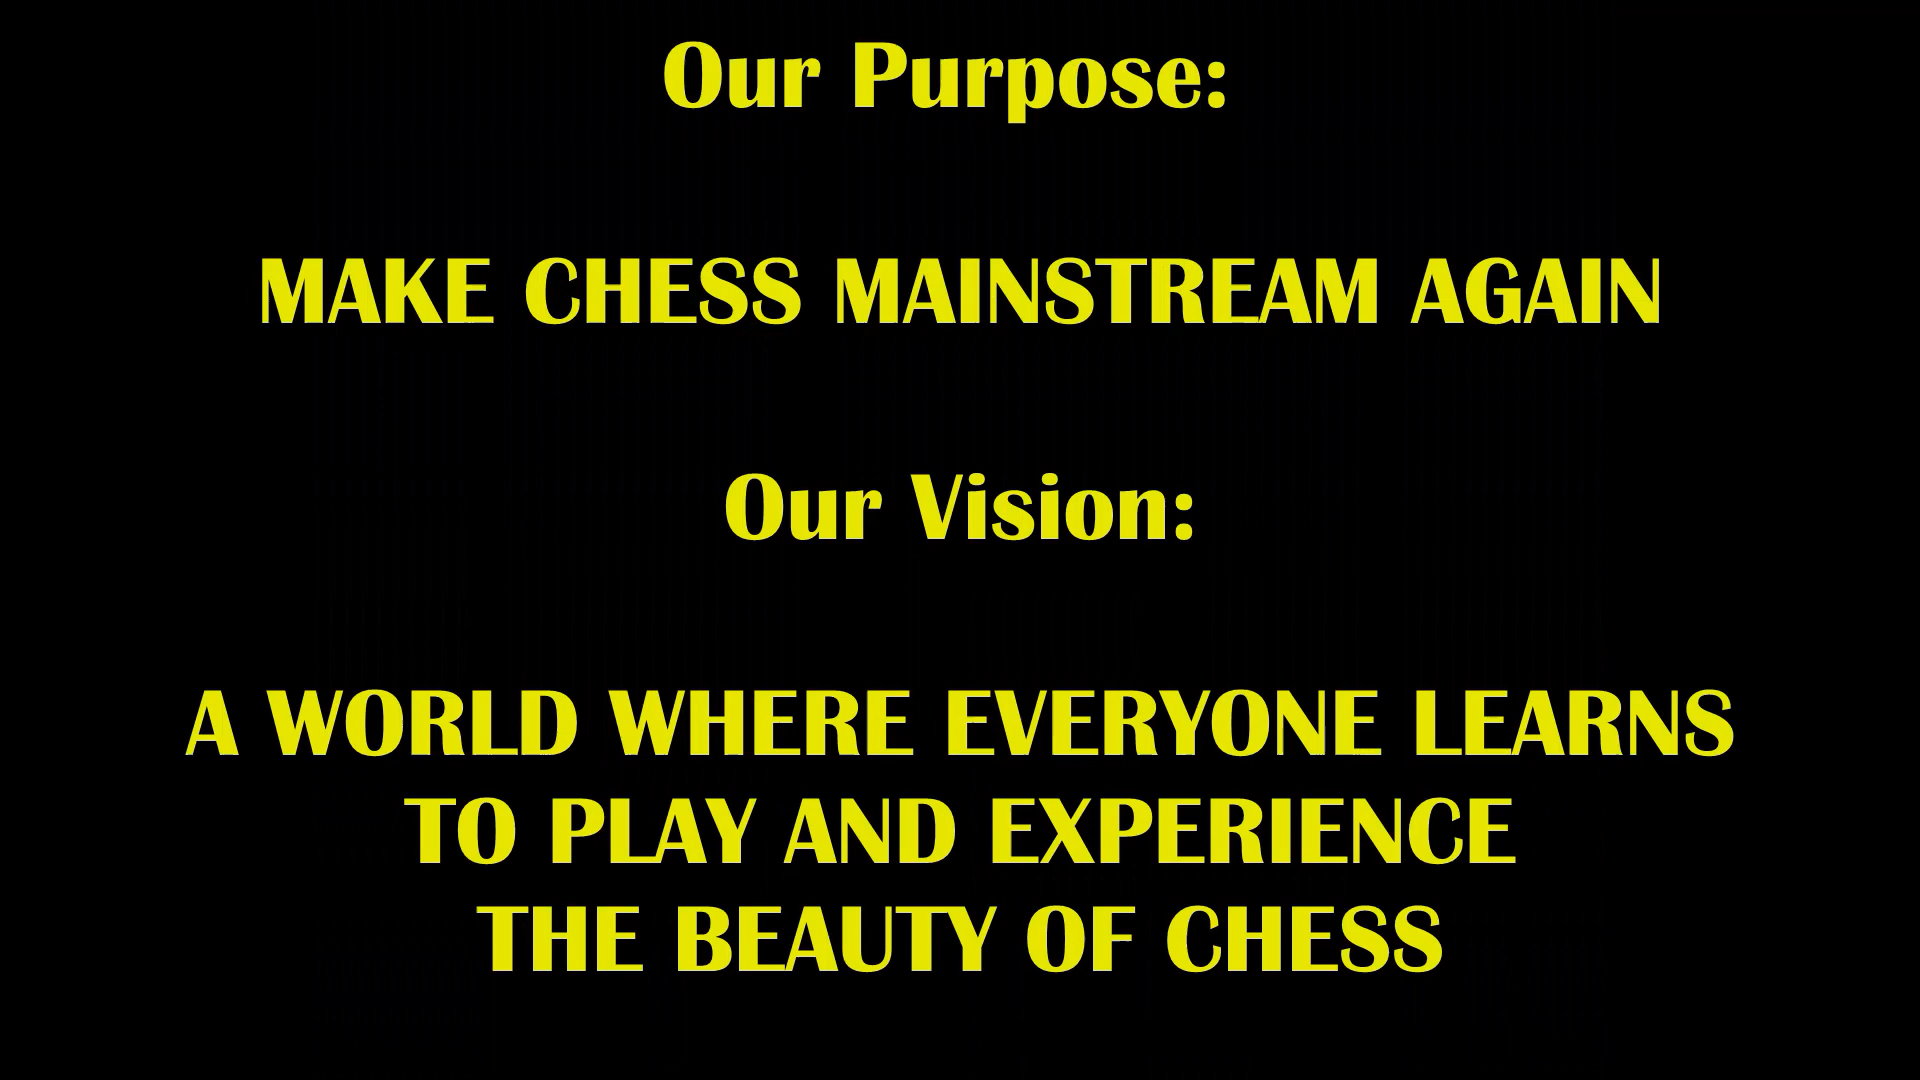 Our Purpose:
MAKE CHESS MAINSTREAM AGAIN
Our Vision:
A WORLD WHERE EVERYONE LEARNS
TO PLAY AND EXPERIENCE
THE BEAUTY OF CHESS